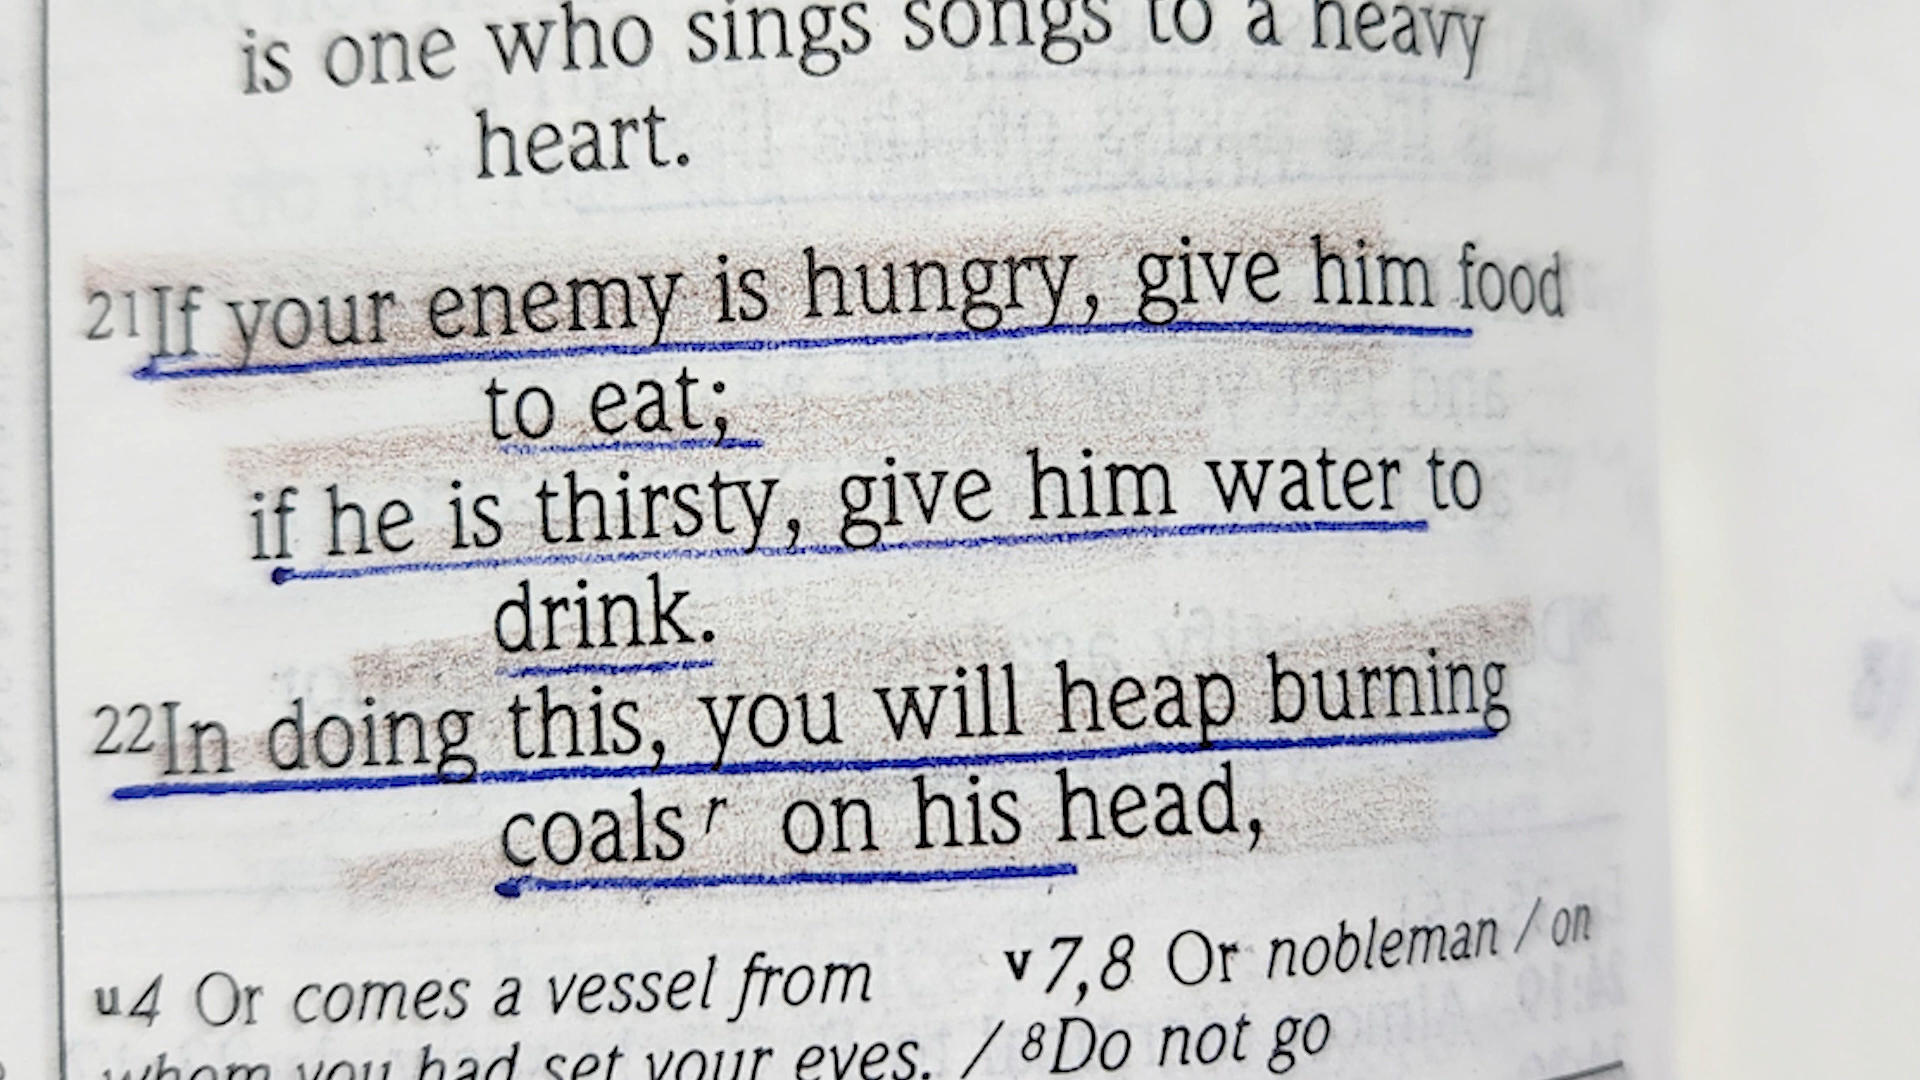 is one who sings songs to a heavy
heart.
21If your enemy is hungry, give him food
to eat;
if he is thirsty, give him water to
drink.
22In doing this, you will heap burning
coals r on his head,
u4 Or comes a vessel from
v7,8 Or nobleman / on
whom you had set your eyes. / 8Do not go